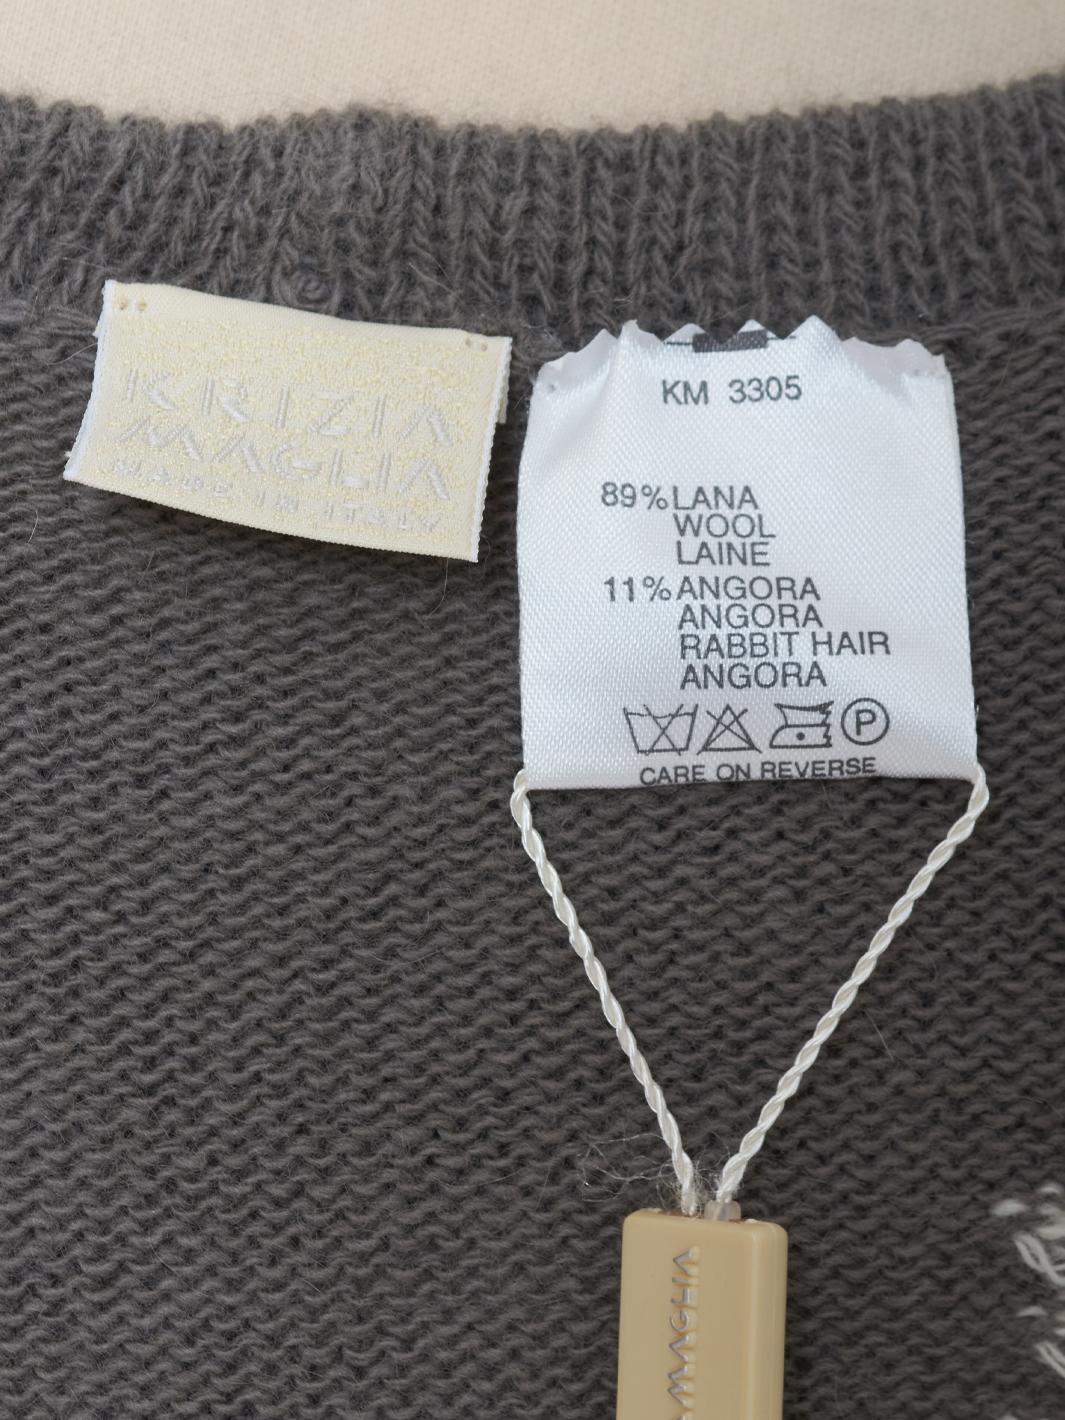 KRIZIA
MAGLIA
MADE IN ITALY
KM 3305
89% LANA
WOOL
LAINE
11% ANGORA
ANGORA
RABBIT HAIR
ANGORA
P
CARE ON REVERSE
MAGLIA